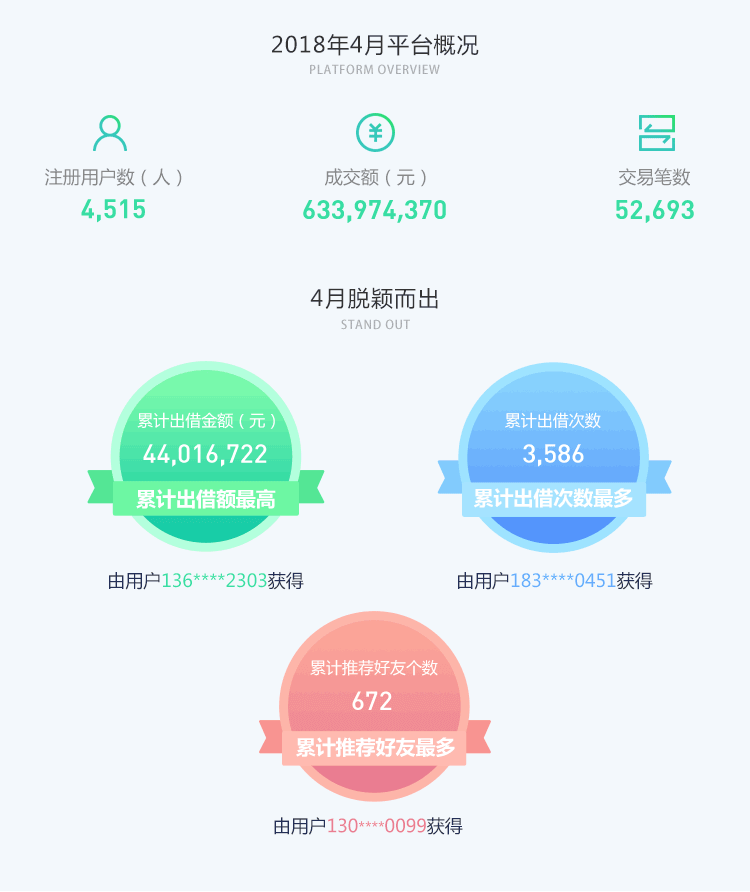 2018年4月平台概况
PLATFORM OVERVIEW
注册用户数（人）
4,515
成交额（元）
633,974,370
交易笔数
52,693
4月脱颖而出
STAND OUT
累计出借金额（元）
44,016,722
累计出借额最高
由用户136****2303获得
累计出借次数
3,586
累计出借次数最多
由用户183****0451获得
累计推荐好友个数
672
累计推荐好友最多
由用户130****0099获得